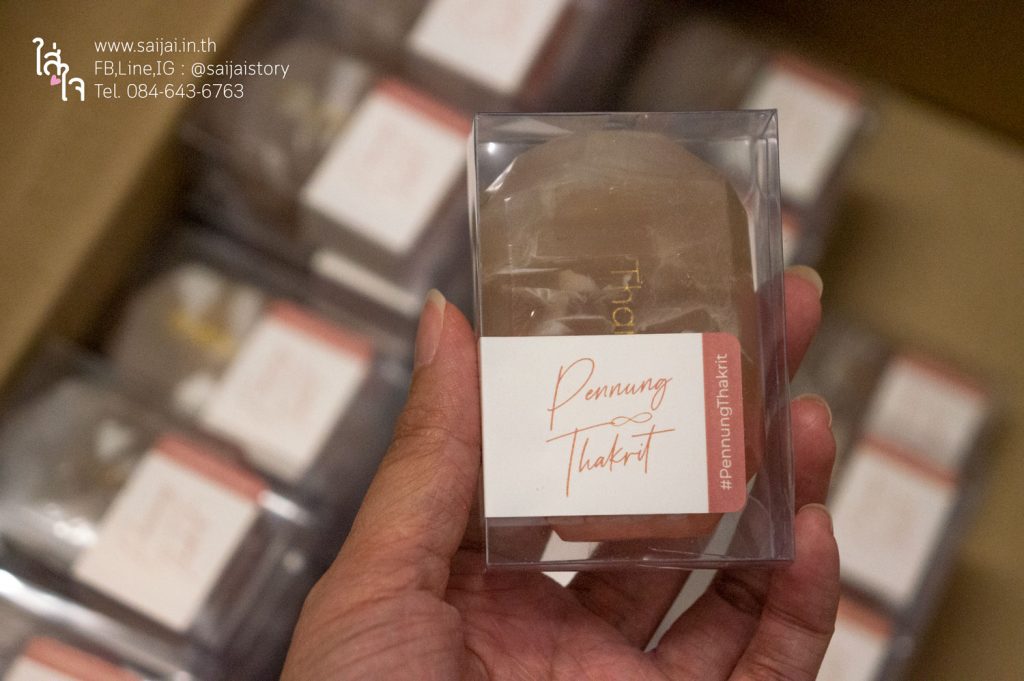 ใส่ใจ
www.saijai.in.th
FB,Line,IG : @saijaistory
Tel. 084-643-6763
Pennung
Thakrit
#PennungThakrit